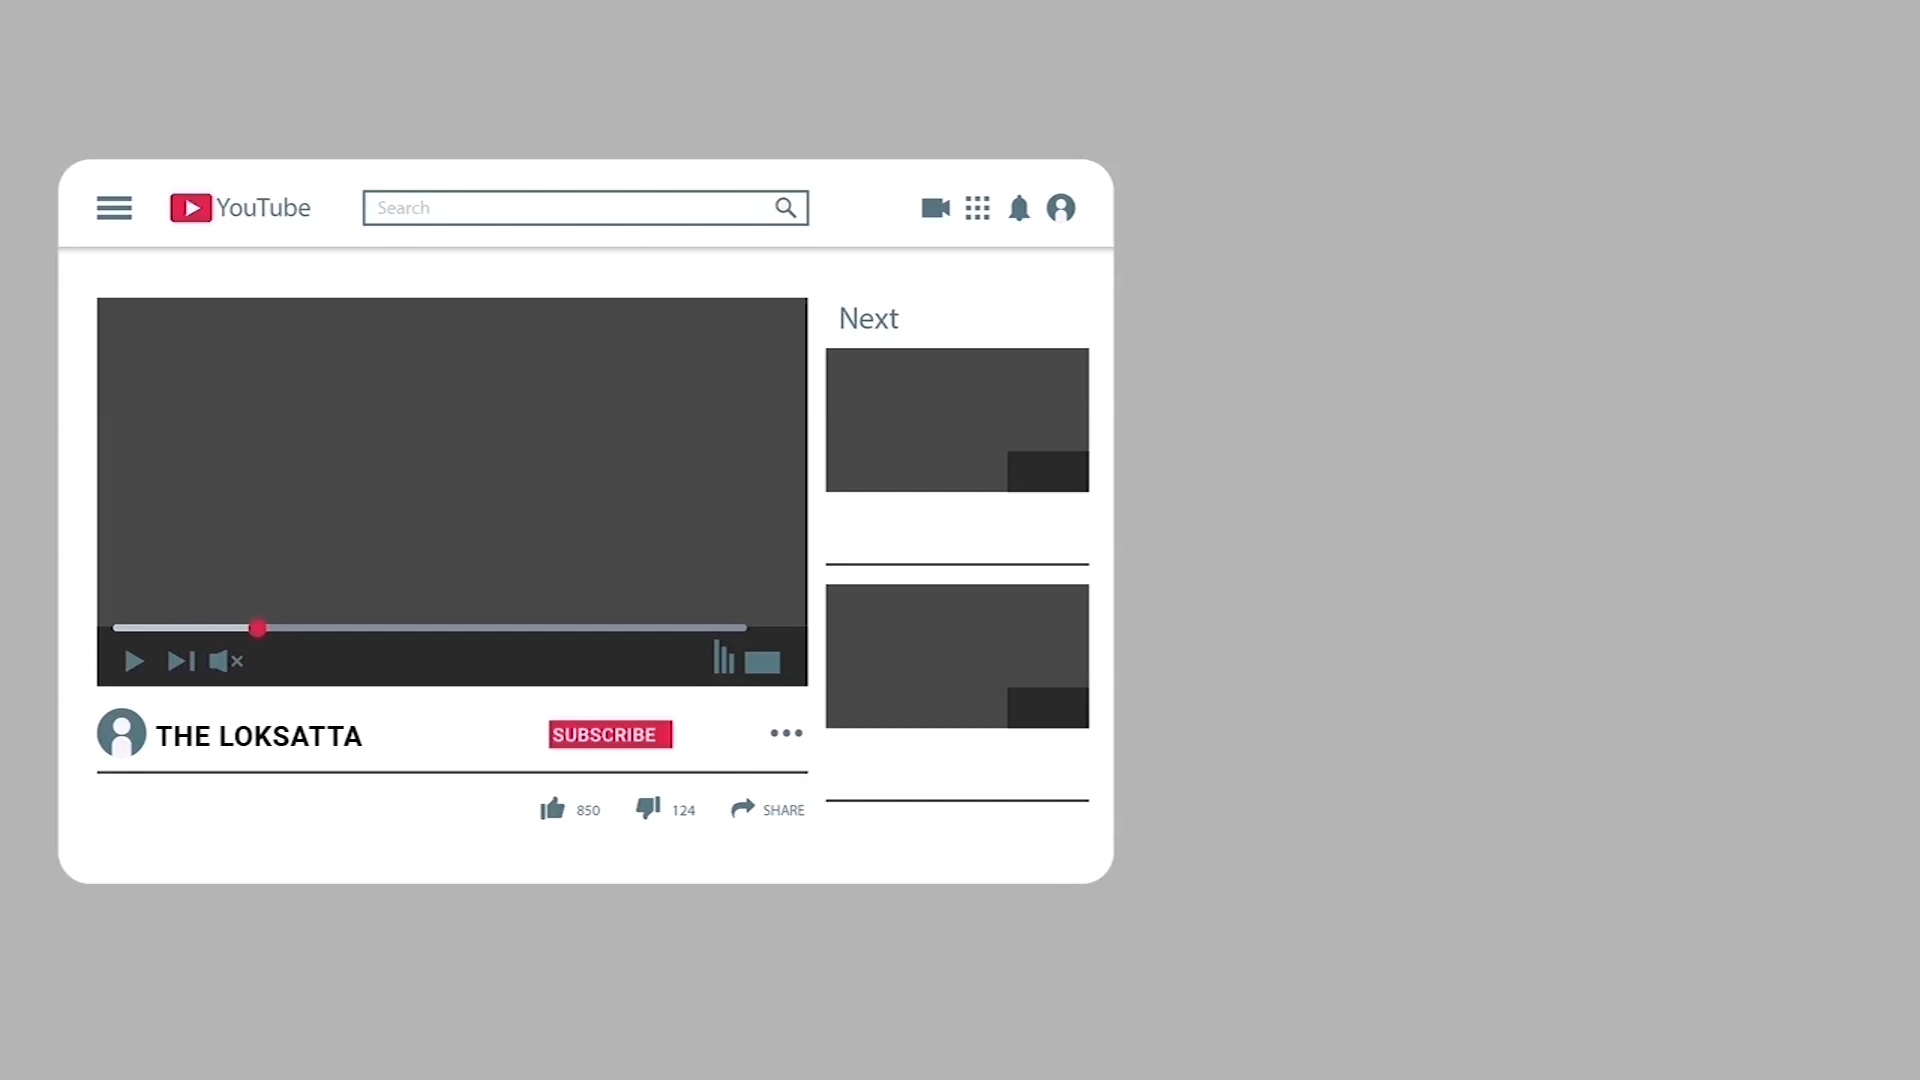 YouTube
Search
Next
THE LOKSATTA
SUBSCRIBE
850
124
SHARE